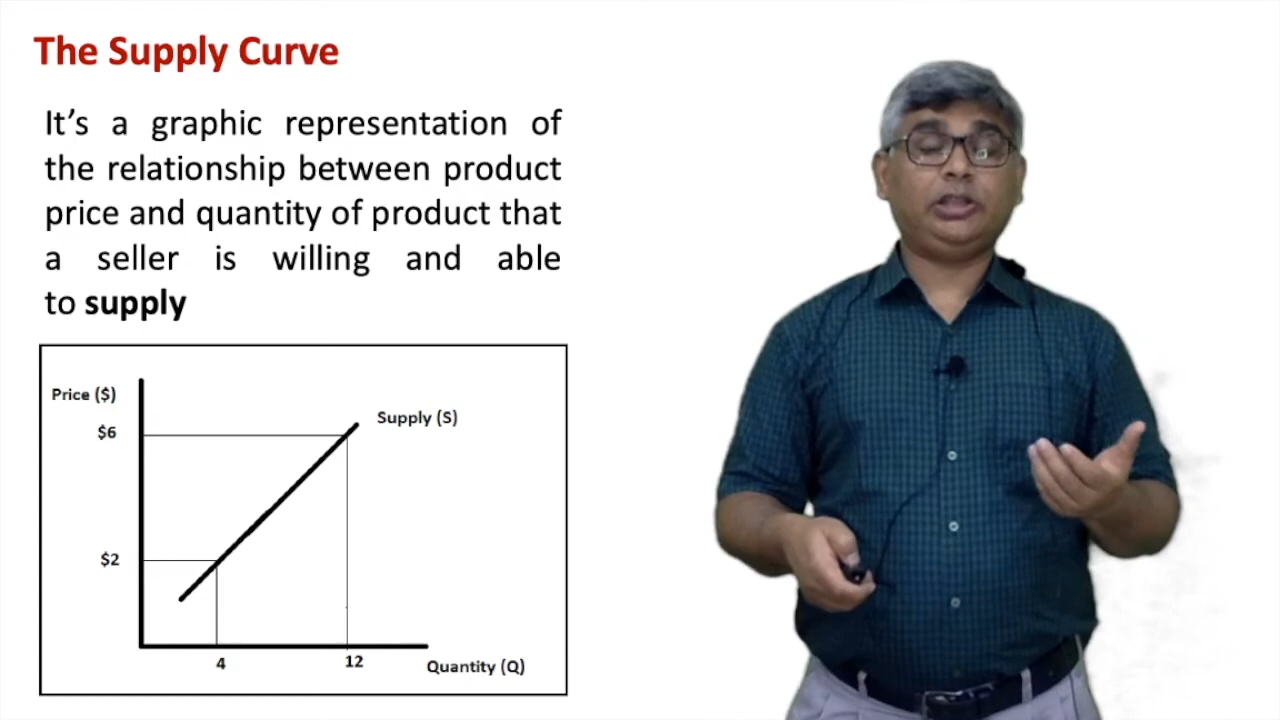 The Supply Curve
It’s a graphic representation of
the relationship between product
price and quantity of product that
a seller is willing and able
to supply
Price ($)
$6
Supply (S)
$2
4
12
Quantity (Q)